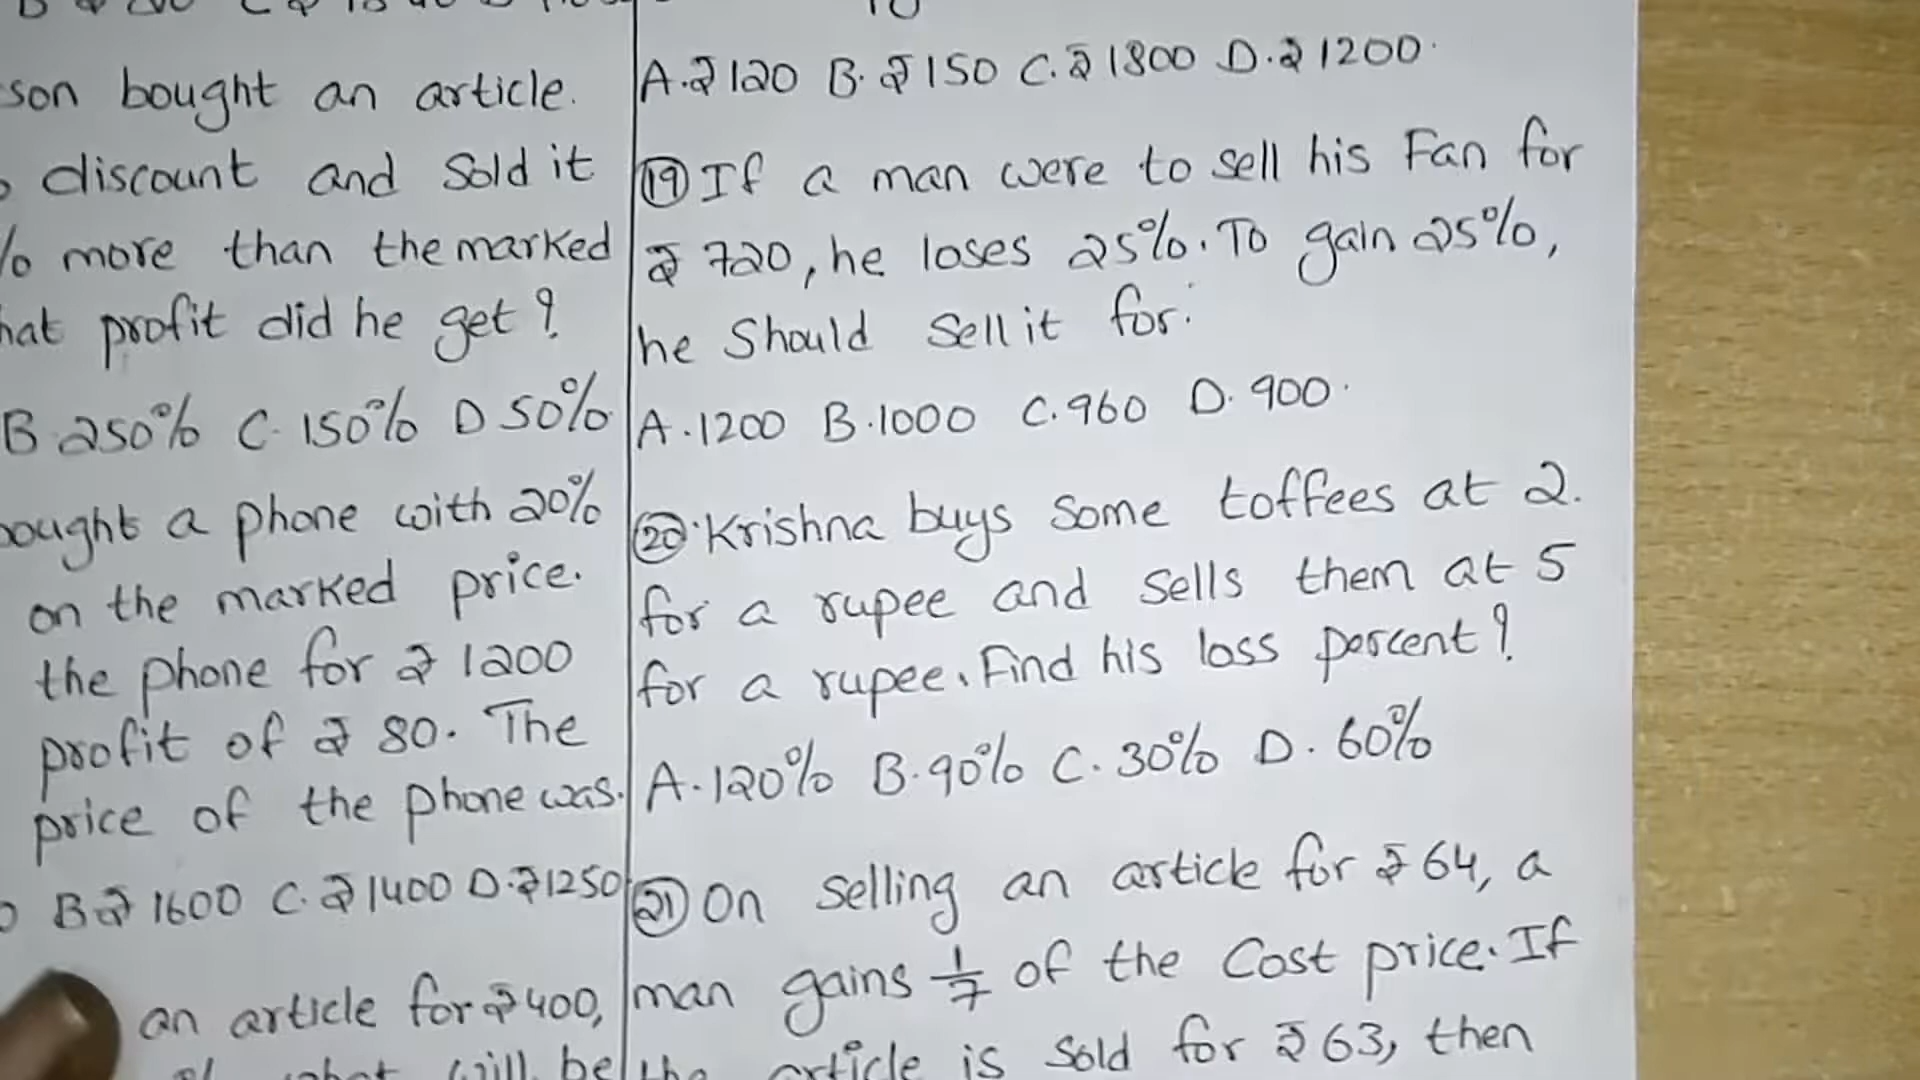 son bought an article.
discount and Sold it
% more than the marked
hat profit did he get?
B 250% C. 150% D 50%
bought a phone with 20%
on the marked price.
the phone for ₹ 1200
profit of ₹ 80. The
price of the phone was.
B ₹ 1600 C. ₹ 1400 D. ₹ 1250
an article for ₹ 400,
what will be
A. ₹ 120 B. ₹ 150 C. ₹ 1800 D. ₹ 1200.
19 If a man were to sell his Fan for
₹ 720, he loses 25%. To gain 25%,
he Should Sell it for:
A. 1200 B. 1000 C. 960 D. 900.
20. Krishna buys some toffees at 2.
for a rupee and sells them at 5
for a rupee. Find his loss percent?
A. 120% B. 90% C. 30% D. 60%
21 On selling an article for ₹ 64, a
man gains 1/7 of the Cost price. If
the article is sold for ₹ 63, then